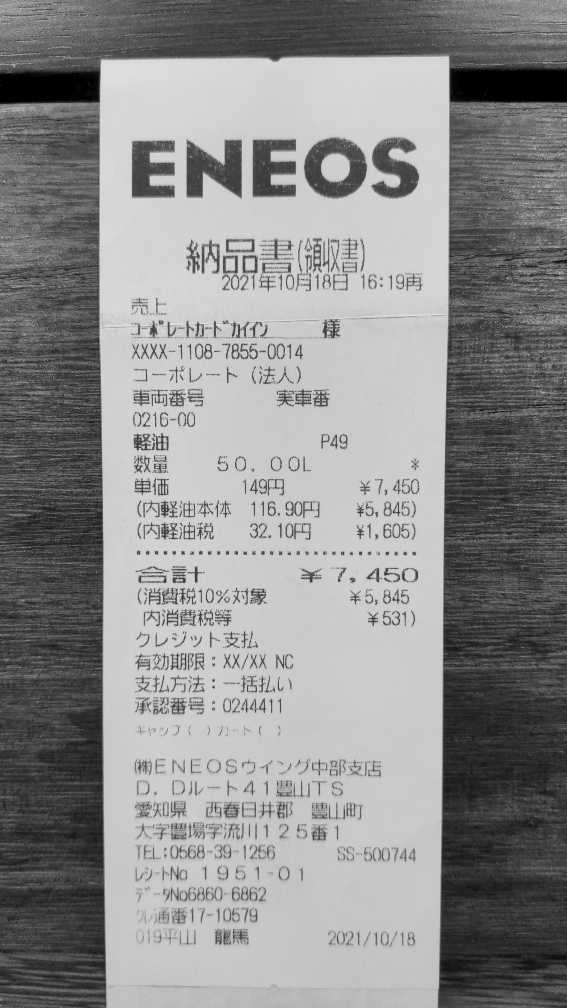 ENEOS
納品書(領収書)
2021年10月18日 16:19再
売上
コーポレートカードカイイン 様
XXXX-1108-7855-0014
コーポレート（法人）
車両番号 実車番
0216-00
軽油 P49
数量 50.00L *
単価 149円 ¥7,450
(内軽油本体 116.90円 ¥5,845)
(内軽油税 32.10円 ¥1,605)
合計 ¥7,450
(消費税10%対象 ¥5,845
内消費税等 ¥531)
クレジット支払
有効期限：XX/XX NC
支払方法：一括払い
承認番号：0244411
キャップ( ) カート( )
㈱ENEOSウイング中部支店
D.Dルート41豊山TS
愛知県 西春日井郡 豊山町
大字豊場字流川125番1
TEL:0568-39-1256 SS-500744
レシートNo 1951-01
データNo6860-6862
クレ通番17-10579
019平山 龍馬 2021/10/18